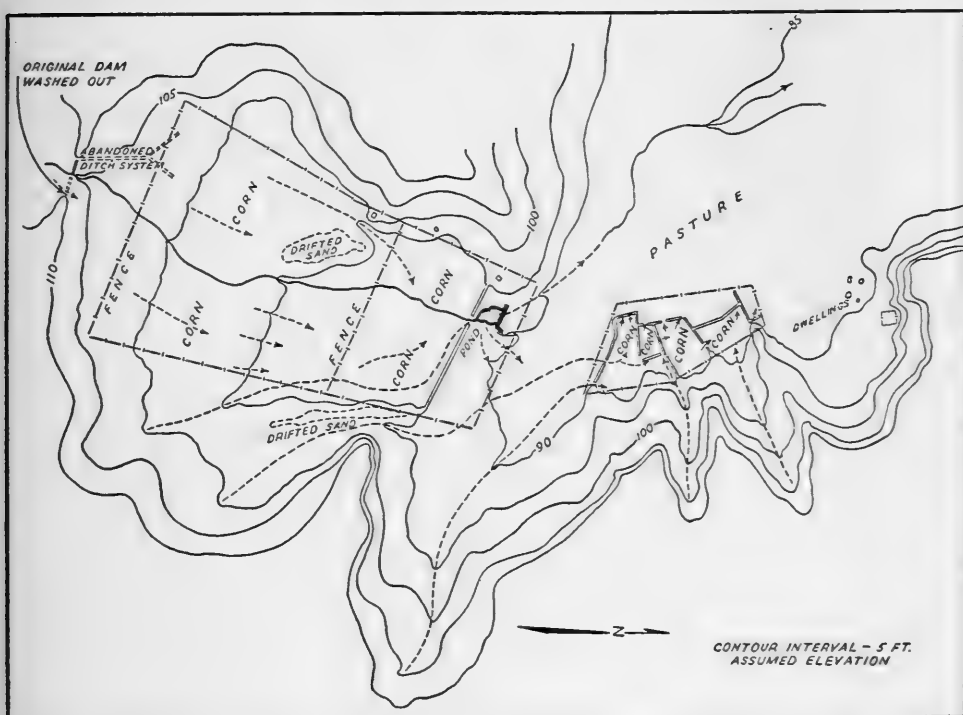 ORIGINAL DAM
WASHED OUT
105
85
ABANDONED
DITCH SYSTEM
CORN
DRIFTED
SAND
100
PASTURE
FENCE
CORN
CORN
FENCE
110
CORN
POND
DWELLINGS
CORN
CORN
CORN
CORN
DRIFTED SAND
90
100
N
CONTOUR INTERVAL - 5 FT.
ASSUMED ELEVATION